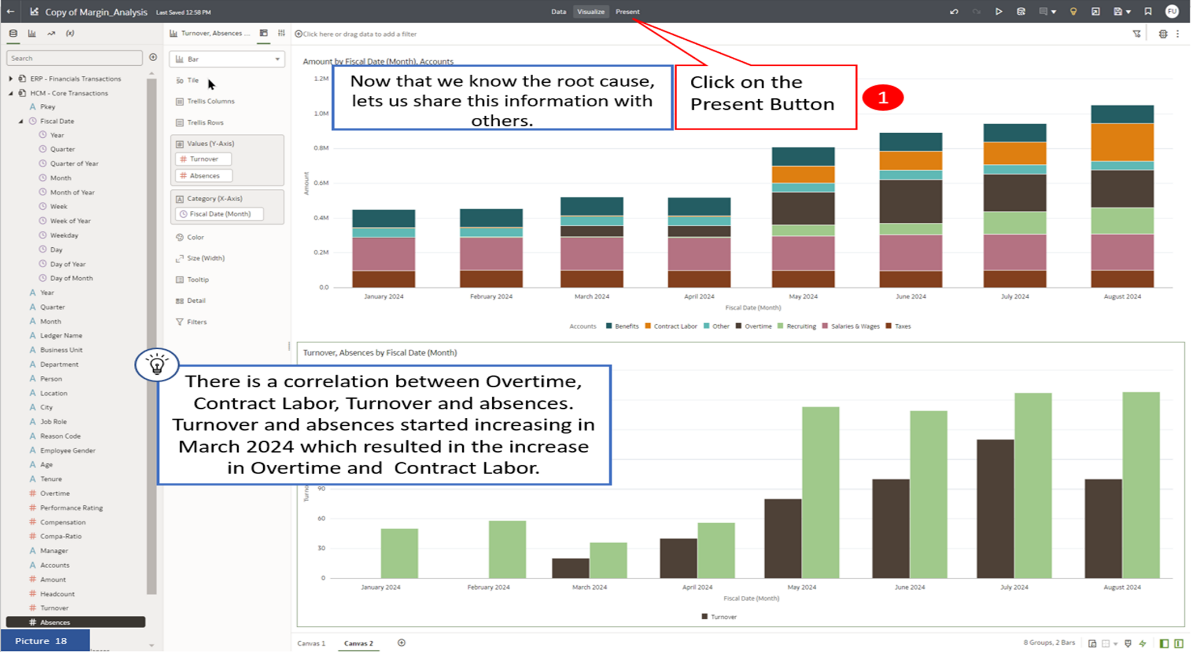 Copy of Margin_Analysis Last Saved 12:58 PM
Data Visualize Present
FU
Turnover, Absences ...
Click here or drag data to add a filter
Search
ERP - Financials Transactions
HCM - Core Transactions
Pkey
Fiscal Date
Year
Quarter
Quarter of Year
Month
Month of Year
Week
Week of Year
Weekday
Day
Day of Year
Day of Month
Year
Quarter
Month
Ledger Name
Business Unit
Department
Person
Location
City
Job Role
Reason Code
Employee Gender
Age
Tenure
Overtime
Performance Rating
Compensation
Compa-Ratio
Manager
Accounts
Amount
Headcount
Turnover
Absences
Picture 18
Bar
Tile
Trellis Columns
Trellis Rows
Values (Y-Axis)
Turnover
Absences
Category (X-Axis)
Fiscal Date (Month)
Color
Size (Width)
Tooltip
Detail
Filters
Amount by Fiscal Date (Month), Accounts
Now that we know the root cause,
lets us share this information with
others.
Click on the
Present Button
1
1.2M
1.0M
0.8M
0.6M
0.4M
0.2M
0.0
Amount
January 2024 February 2024 March 2024 April 2024 May 2024 June 2024 July 2024 August 2024
Fiscal Date (Month)
Accounts Benefits Contract Labor Other Overtime Recruiting Salaries & Wages Taxes
Turnover, Absences by Fiscal Date (Month)
There is a correlation between Overtime,
Contract Labor, Turnover and absences.
Turnover and absences started increasing in
March 2024 which resulted in the increase
in Overtime and Contract Labor.
90
60
30
0
January 2024 February 2024 March 2024 April 2024 May 2024 June 2024 July 2024 August 2024
Fiscal Date (Month)
Turnover
Canvas 1 Canvas 2
8 Groups, 2 Bars